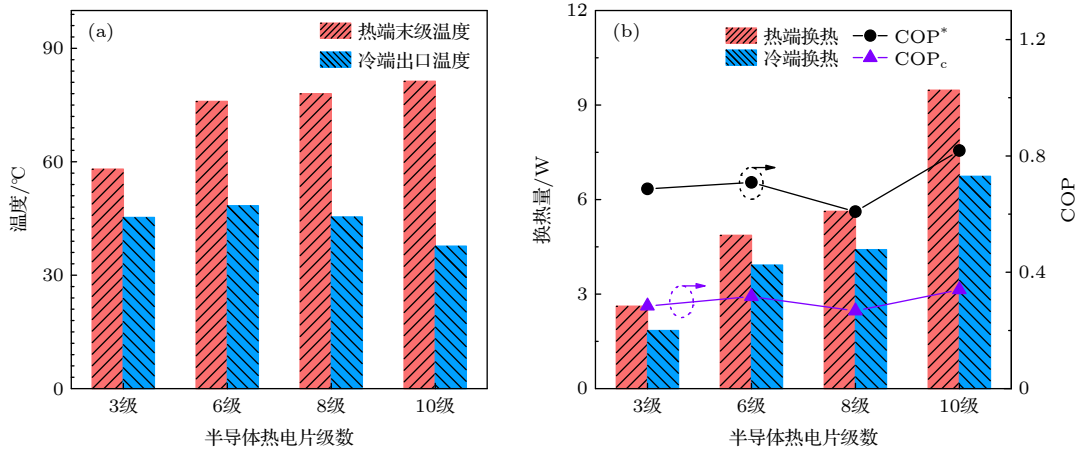 (a)
热端末级温度
冷端出口温度
90
60
30
0
温度/℃
3级
6级
8级
10级
半导体热电片级数
(b)
热端换热
冷端换热
COP*
COPc
12
9
6
3
0
换热量/W
1.2
0.8
0.4
0
COP
3级
6级
8级
10级
半导体热电片级数